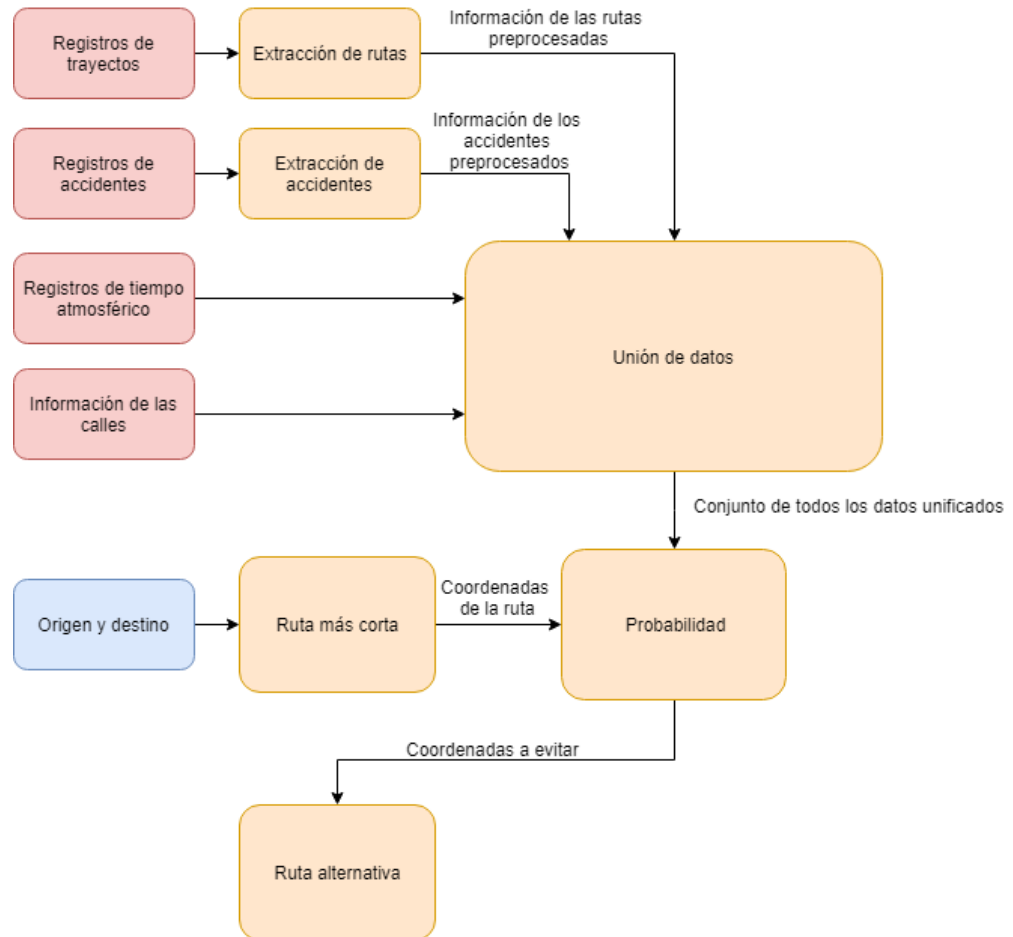 Información de las rutas
preprocesadas
Registros de
trayectos
Extracción de rutas
Información de los
accidentes
preprocesados
Registros de
accidentes
Extracción de
accidentes
Registros de tiempo
atmosférico
Unión de datos
Información de las
calles
Conjunto de todos los datos unificados
Origen y destino
Ruta más corta
Coordenadas
de la ruta
Probabilidad
Coordenadas a evitar
Ruta alternativa